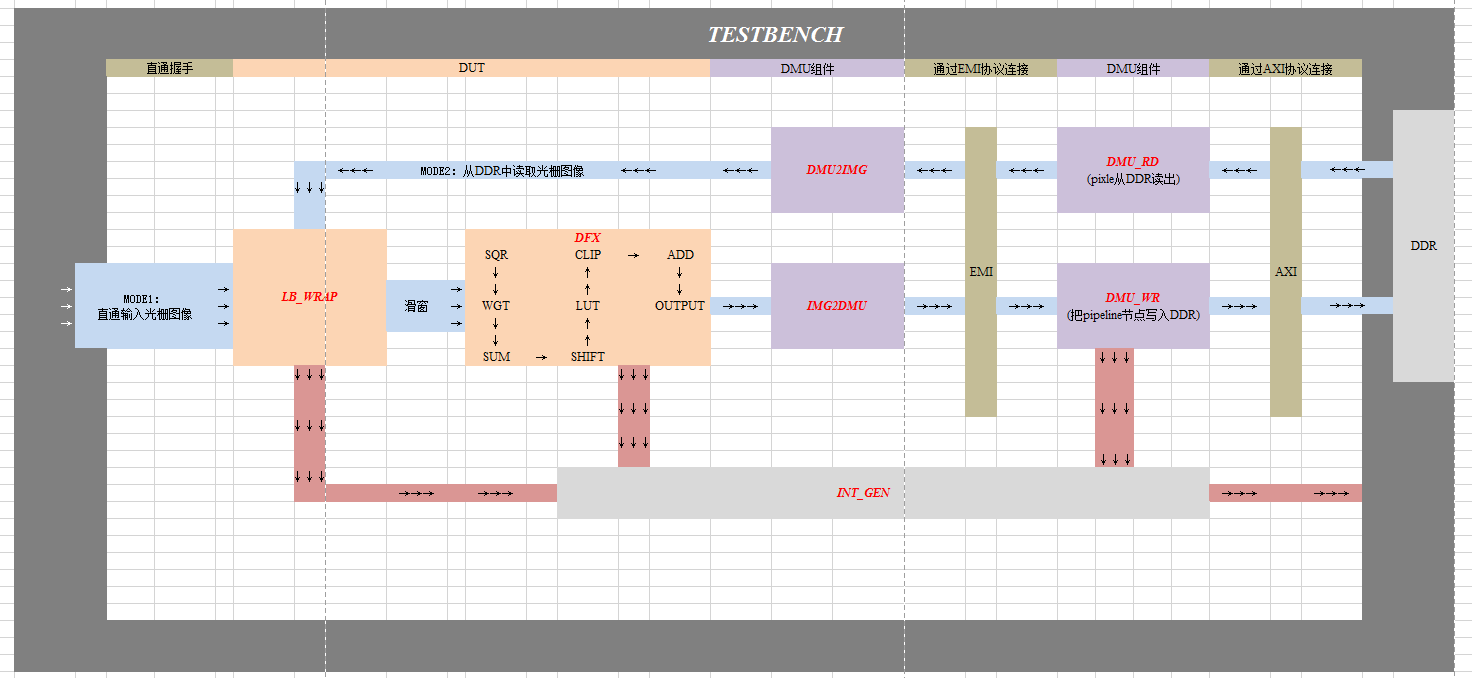 TESTBENCH
直通握手
DUT
DMU组件
通过EMI协议连接
DMU组件
通过AXI协议连接
MODE2: 从DDR中读取光栅图像
DMU2IMG
DMU_RD
(pixle从DDR读出)
DDR
MODE1:
直通输入光栅图像
LB_WRAP
滑窗
DFX
SQR
CLIP
→
ADD
↓
↑
↓
↓
↑
↓
WGT
LUT
OUTPUT
↓
↑
↓
↑
SUM
→
SHIFT
IMG2DMU
EMI
DMU_WR
(把pipeline节点写入DDR)
AXI
INT_GEN